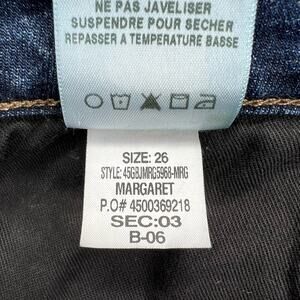 NE PAS JAVELISER
SUSPENDRE POUR SECHER
REPASSER A TEMPERATURE BASSE
SIZE: 26
STYLE: 45GBJMRG5968-MRG
MARGARET
P.O# 4500369218
SEC:03
B-06